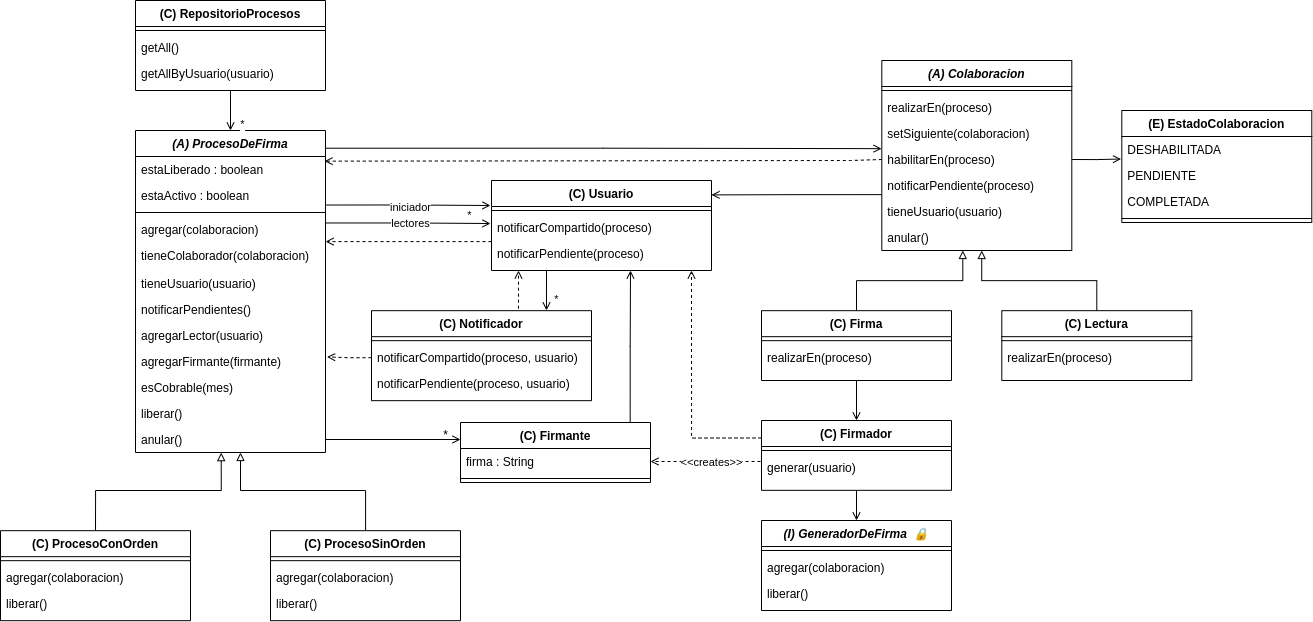 (C) RepositorioProcesos
getAll()
getAllByUsuario(usuario)
*
(A) ProcesoDeFirma
estaLiberado : boolean
estaActivo : boolean
agregar(colaboracion)
tieneColaborador(colaboracion)
tieneUsuario(usuario)
notificarPendientes()
agregarLector(usuario)
agregarFirmante(firmante)
esCobrable(mes)
liberar()
anular()
iniciador
*
lectores
(C) Usuario
notificarCompartido(proceso)
notificarPendiente(proceso)
*
(C) Notificador
notificarCompartido(proceso, usuario)
notificarPendiente(proceso, usuario)
*
(C) Firmante
firma : String
(A) Colaboracion
realizarEn(proceso)
setSiguiente(colaboracion)
habilitarEn(proceso)
notificarPendiente(proceso)
tieneUsuario(usuario)
anular()
(E) EstadoColaboracion
DESHABILITADA
PENDIENTE
COMPLETADA
(C) Firma
realizarEn(proceso)
(C) Lectura
realizarEn(proceso)
(C) Firmador
generar(usuario)
<<creates>>
(I) GeneradorDeFirma 🔒
agregar(colaboracion)
liberar()
(C) ProcesoConOrden
agregar(colaboracion)
liberar()
(C) ProcesoSinOrden
agregar(colaboracion)
liberar()